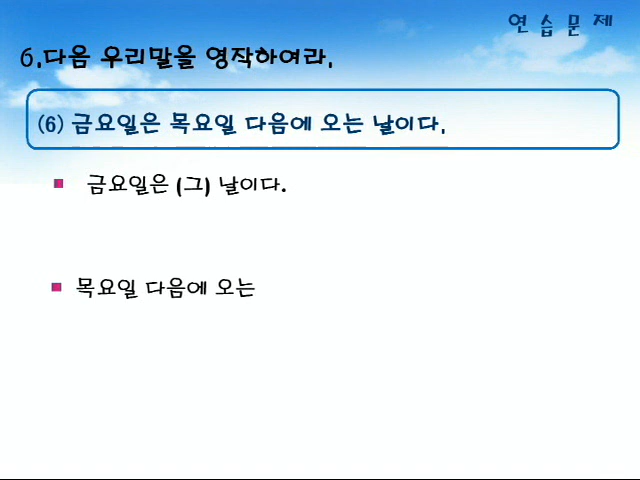 연 습 문 제
6.다음 우리말을 영작하여라.
(6) 금요일은 목요일 다음에 오는 날이다.
금요일은 (그) 날이다.
목요일 다음에 오는